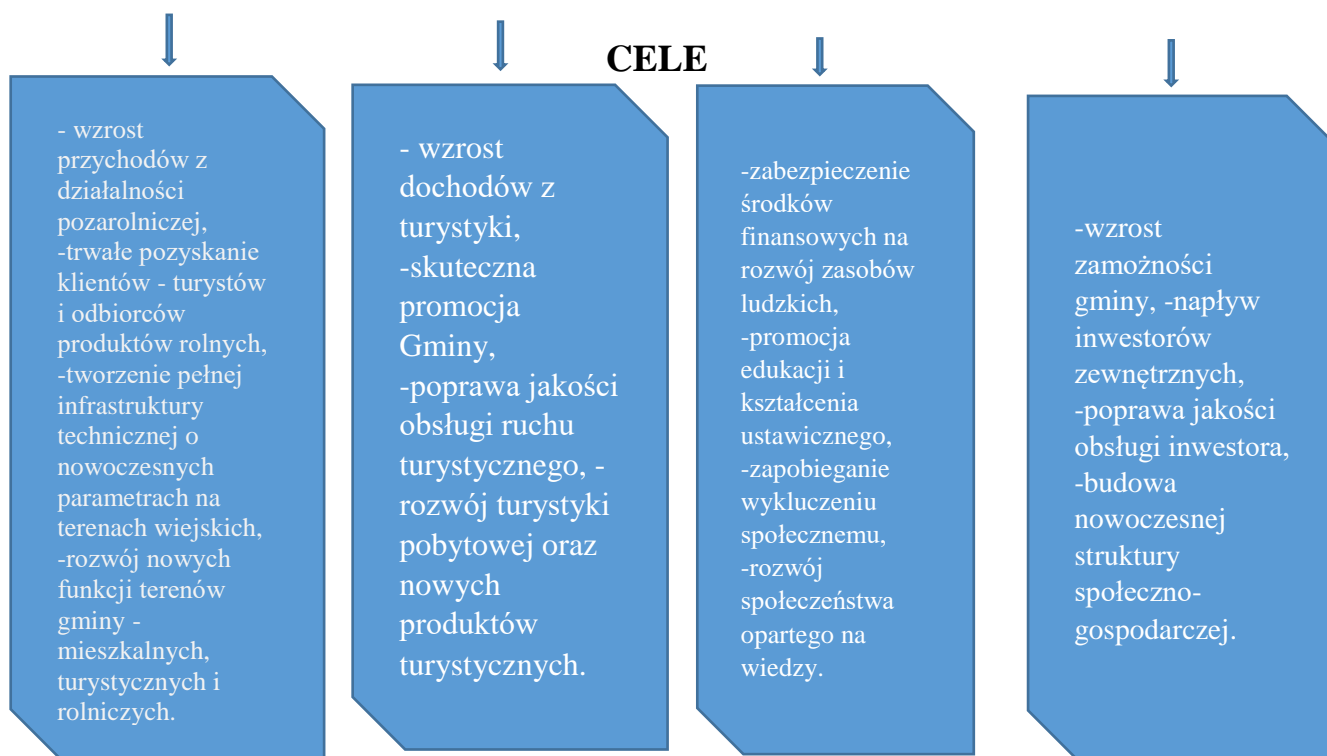 CELE
- wzrost
przychodów z
działalności
pozarolniczej,
-trwałe pozyskanie
klientów - turystów
i odbiorców
produktów rolnych,
-tworzenie pełnej
infrastruktury
technicznej o
nowoczesnych
parametrach na
terenach wiejskich,
-rozwój nowych
funkcji terenów
gminy -
mieszkalnych,
turystycznych i
rolniczych.
- wzrost
dochodów z
turystyki,
-skuteczna
promocja
Gminy,
-poprawa jakości
obsługi ruchu
turystycznego, -
rozwój turystyki
pobytowej oraz
nowych
produktów
turystycznych.
-zabezpieczenie
środków
finansowych na
rozwój zasobów
ludzkich,
-promocja
edukacji i
kształcenia
ustawicznego,
-zapobieganie
wykluczeniu
społecznemu,
-rozwój
społeczeństwa
opartego na
wiedzy.
-wzrost
zamożności
gminy, -napływ
inwestorów
zewnętrznych,
-poprawa jakości
obsługi inwestora,
-budowa
nowoczesnej
struktury
społeczno-
gospodarczej.